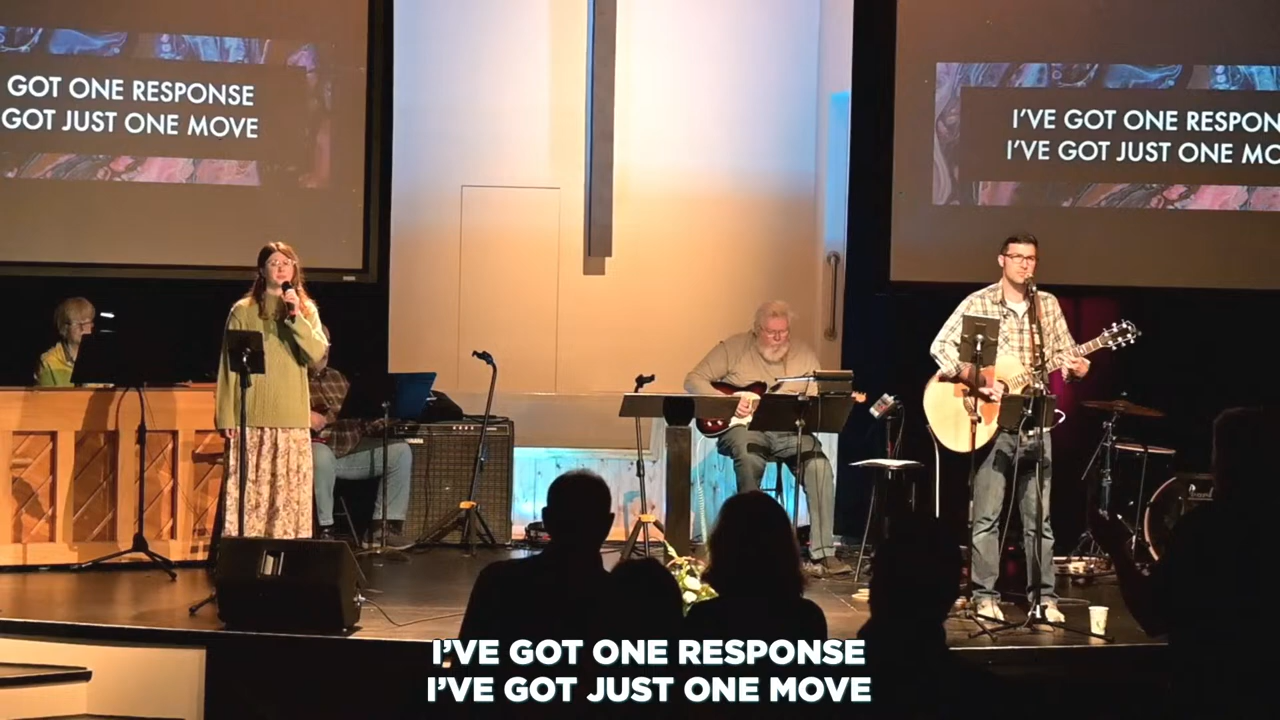 GOT ONE RESPONSE
GOT JUST ONE MOVE
I'VE GOT ONE RESPON
I'VE GOT JUST ONE MO
I'VE GOT ONE RESPONSE
I'VE GOT JUST ONE MOVE